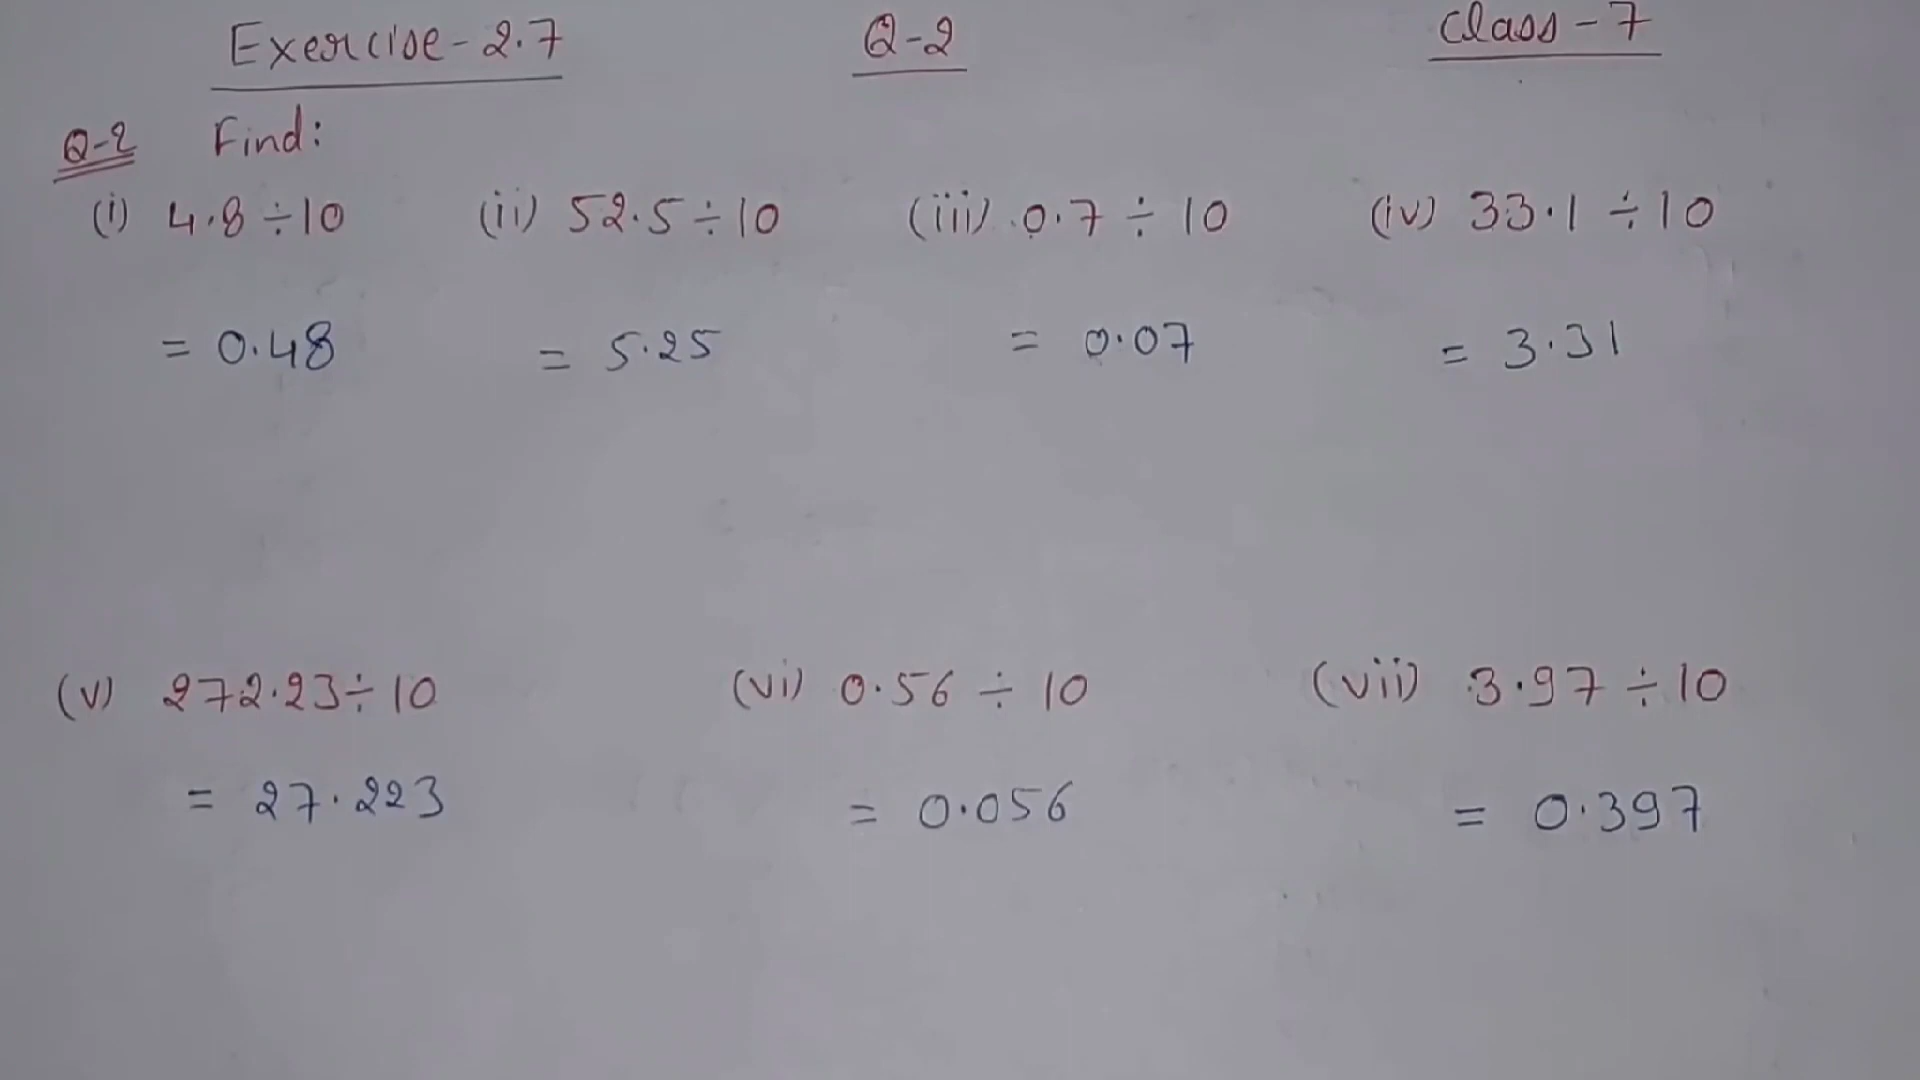 Exercise-2.7 Q-2 Class-7
Q-2 Find:
(i) 4.8÷10 (ii) 52.5÷10 (iii) 0.7÷10 (iv) 33.1÷10
= 0.48 = 5.25 = 0.07 = 3.31
(v) 272.23÷10 (vi) 0.56÷10 (vii) 3.97÷10
= 27.223 = 0.056 = 0.397